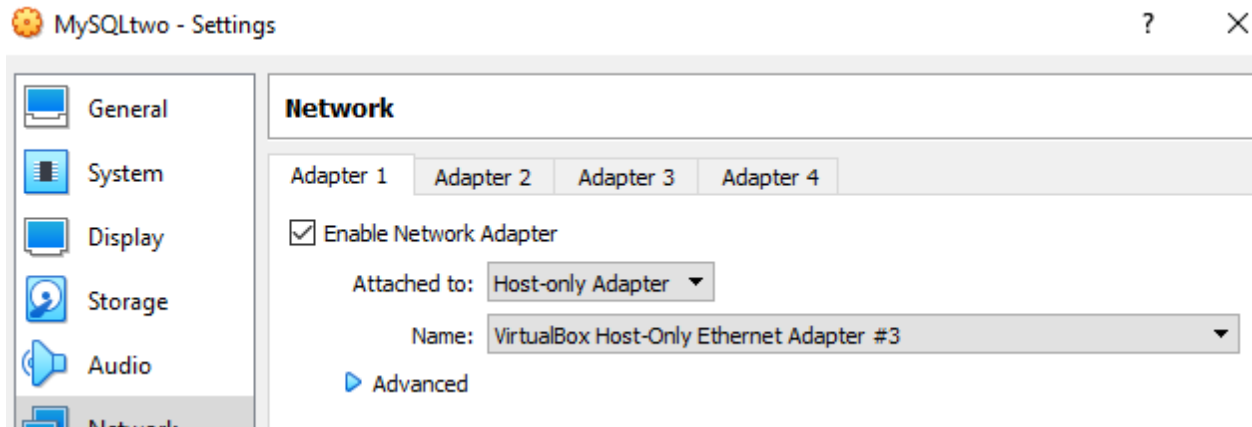 MySQLtwo - Settings ?
General
System
Display
Storage
Audio
Network
Network
Adapter 1 Adapter 2 Adapter 3 Adapter 4
Enable Network Adapter
Attached to: Host-only Adapter
Name: VirtualBox Host-Only Ethernet Adapter #3
Advanced